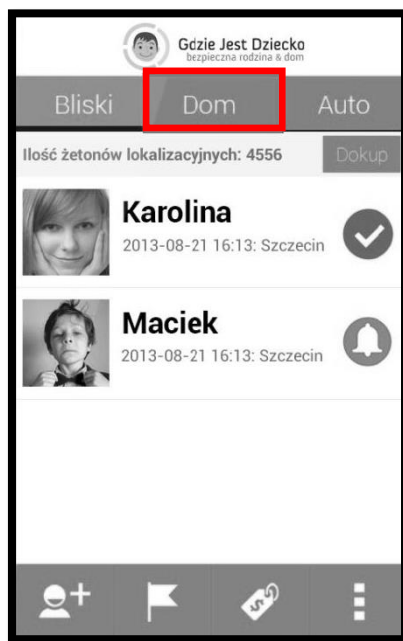 Gdzie Jest Dziecko
bezpieczna rodzina & dom
Bliski Dom Auto
Ilość żetonów lokalizacyjnych: 4556 Dokup
Karolina
2013-08-21 16:13: Szczecin
Maciek
2013-08-21 16:13: Szczecin